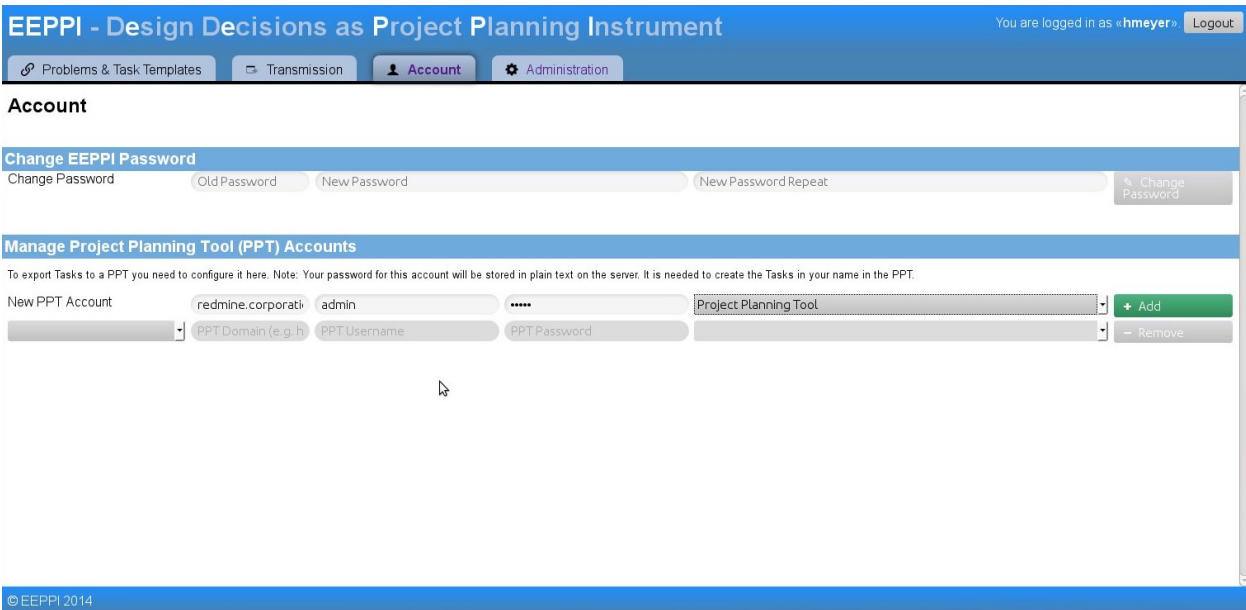 EEPPI - Design Decisions as Project Planning Instrument
You are logged in as «hmeyer». Logout
Problems & Task Templates Transmission Account Administration
Account
Change EEPPI Password
Change Password Old Password New Password New Password Repeat Change
Password
Manage Project Planning Tool (PPT) Accounts
To export Tasks to a PPT you need to configure it here. Note: Your password for this account will be stored in plain text on the server. It is needed to create the Tasks in your name in the PPT.
New PPT Account redmine.corporati admin ••••• Project Planning Tool + Add
PPT Domain (e.g. h PPT Username PPT Password − Remove
© EEPPI 2014